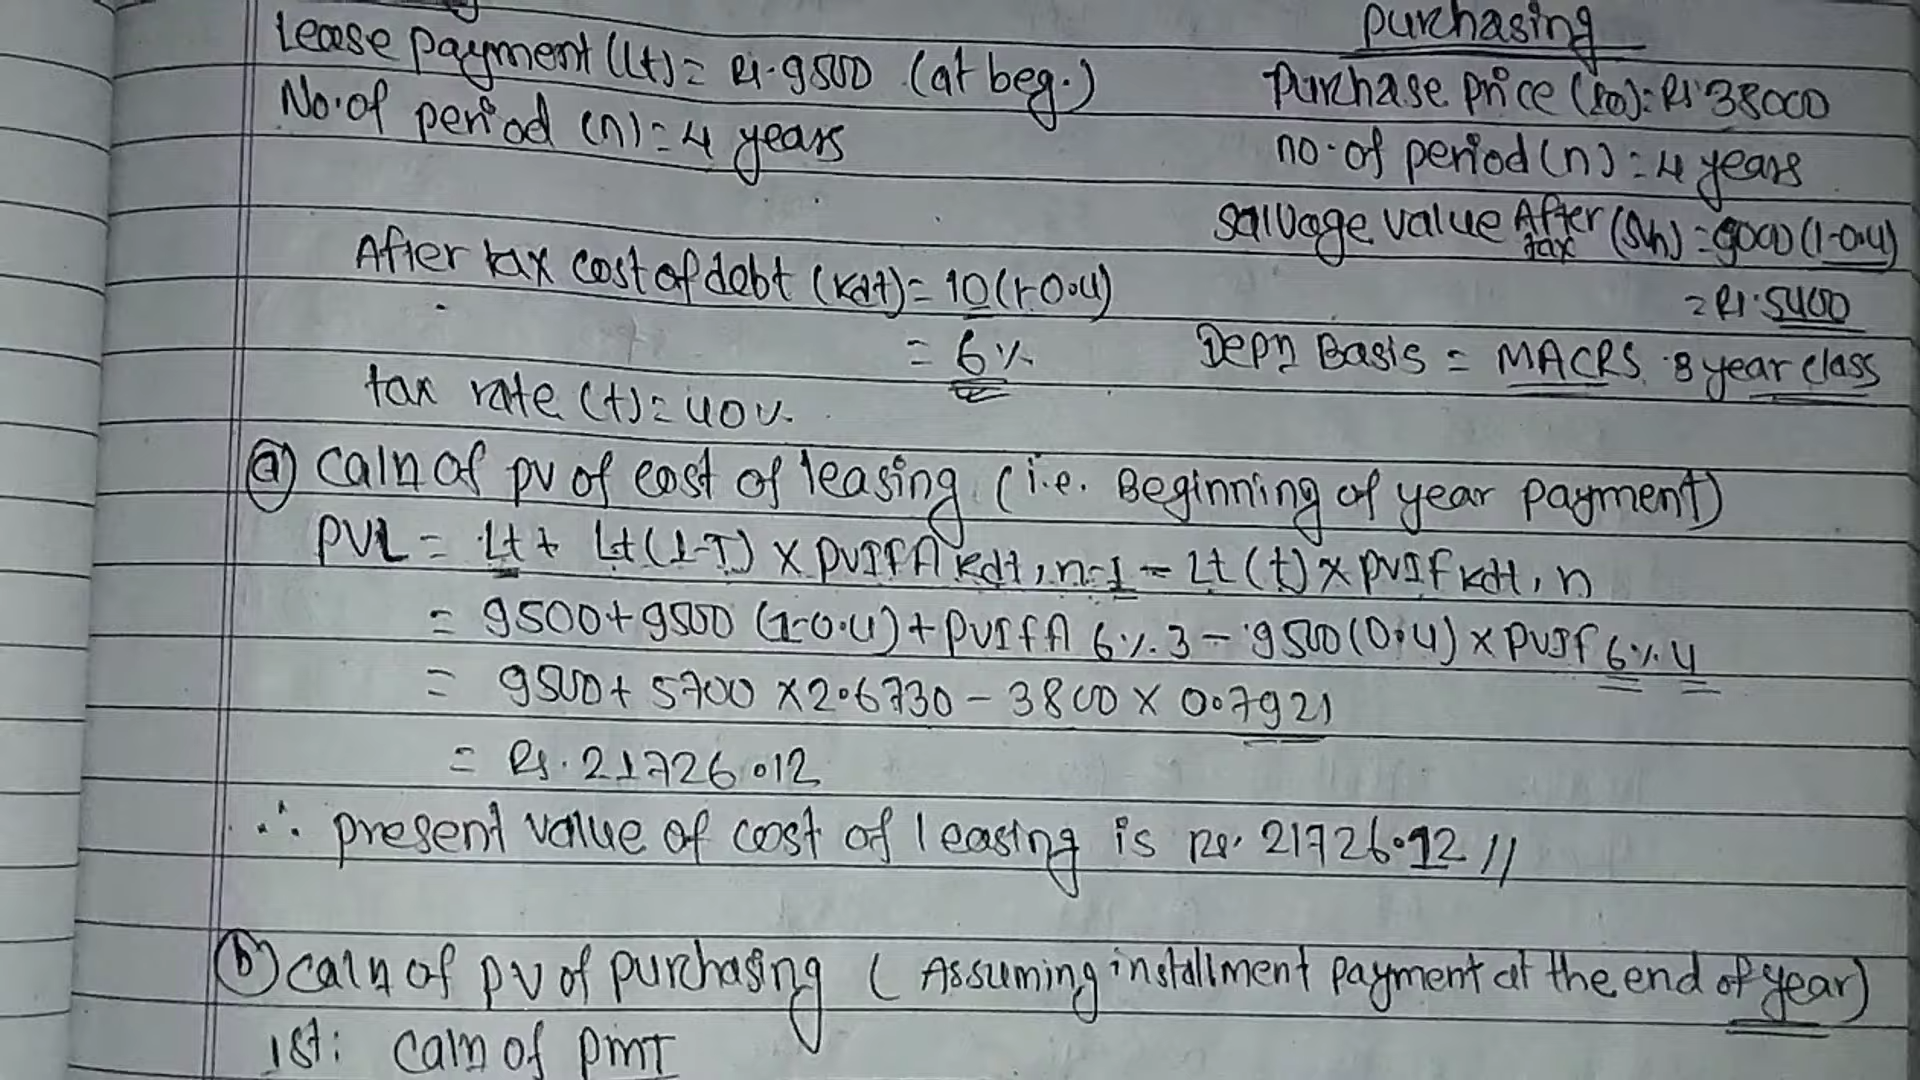 purchasing
Lease payment (Lt) = Rs. 9500 (at beg.)
Purchase price (P0): Rs 38000
No. of period (n) = 4 years
no. of period (n) = 4 years
Salvage value After tax (Sn) = 9000 (1-0.4)
= Rs. 5400
After tax cost of debt (Kdt) = 10(1-0.4)
= 6%
Depn Basis = MACRS 3 year class
tax rate (t) = 40%.
(a) caln of pv of cost of leasing (i.e. Beginning of year payment)
PVL = Lt + Lt(1-T) x PVIFA kdt, n-1 - Lt (t) x PVIF kdt, n
= 9500 + 9500 (1-0.4) + PVIFA 6%. 3 - 9500 (0.4) x PVIF 6%. 4
= 9500 + 5700 x 2.6730 - 3800 x 0.7921
= Rs. 21726.12
∴ present value of cost of leasing is Rs. 21726.12 //
(b) caln of pv of purchasing ( Assuming installment payment at the end of year)
1st: caln of PMT